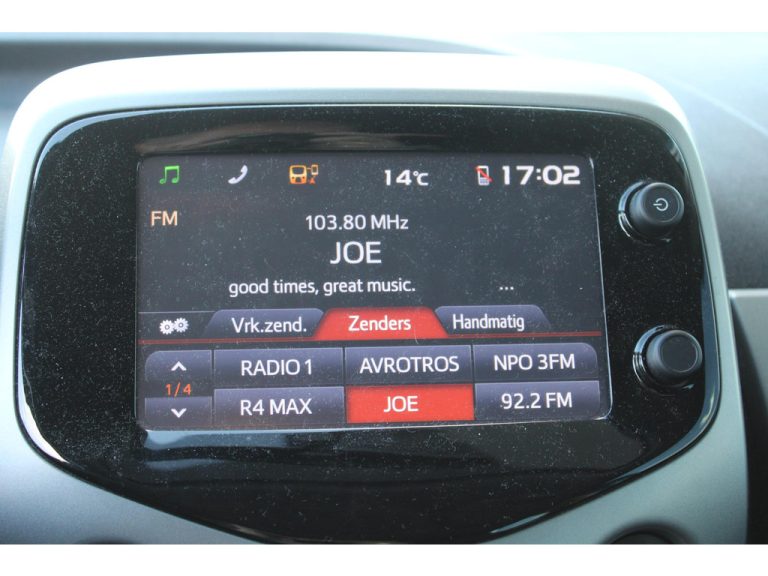 14°C 17:02
FM
103.80 MHz
JOE
good times, great music. ...
Vrk.zend. Zenders Handmatig
RADIO 1 AVROTROS NPO 3FM
1/4
R4 MAX JOE 92.2 FM